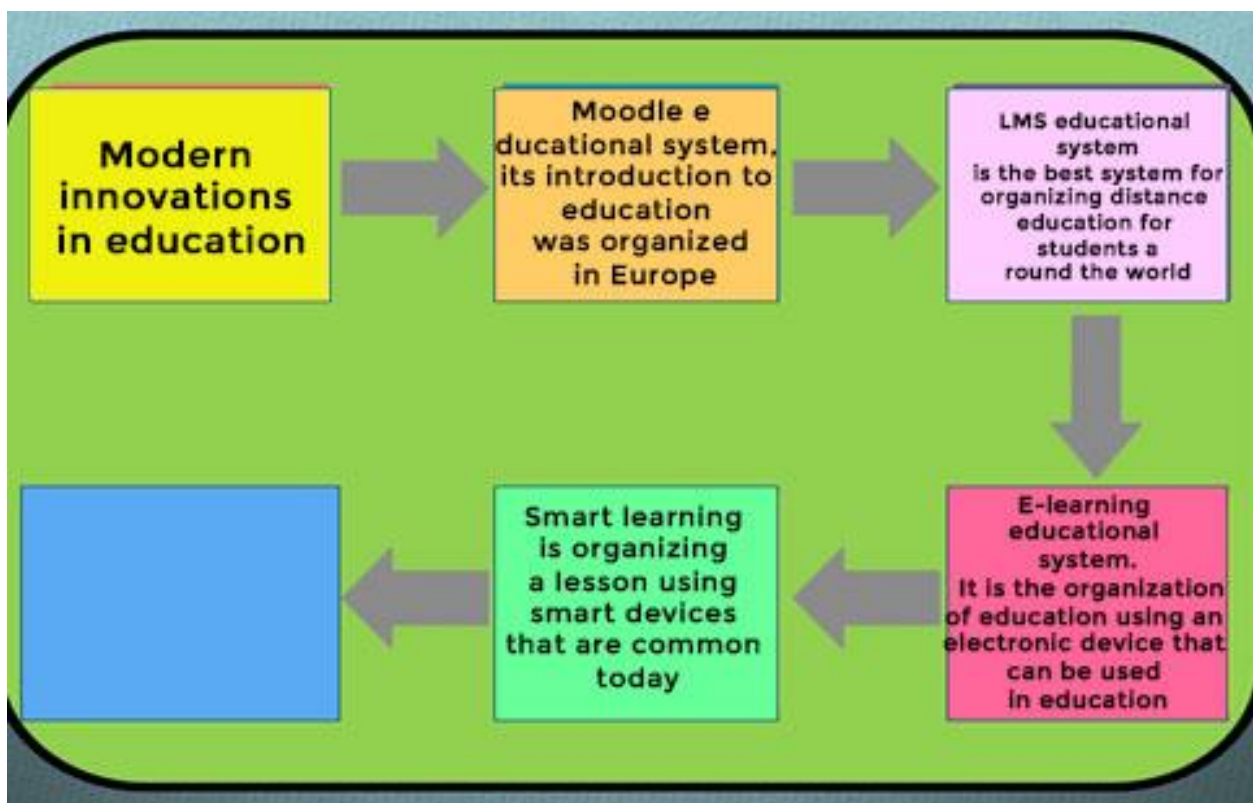 Modern
innovations
in education
Moodle e
ducational system,
its introduction to
education
was organized
in Europe
LMS educational
system
is the best system for
organizing distance
education for
students a
round the world
E-learning
educational
system.
It is the organization
of education using an
electronic device that
can be used
in education
Smart learning
is organizing
a lesson using
smart devices
that are common
today